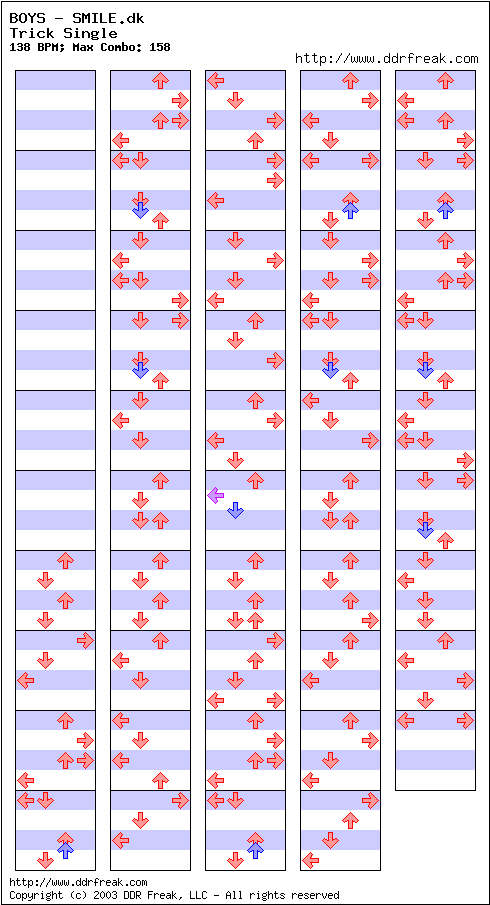 BOYS - SMILE.dk
Trick Single
138 BPM; Max Combo: 158
http://www.ddrfreak.com
http://www.ddrfreak.com
Copyright (c) 2003 DDR Freak, LLC - All rights reserved